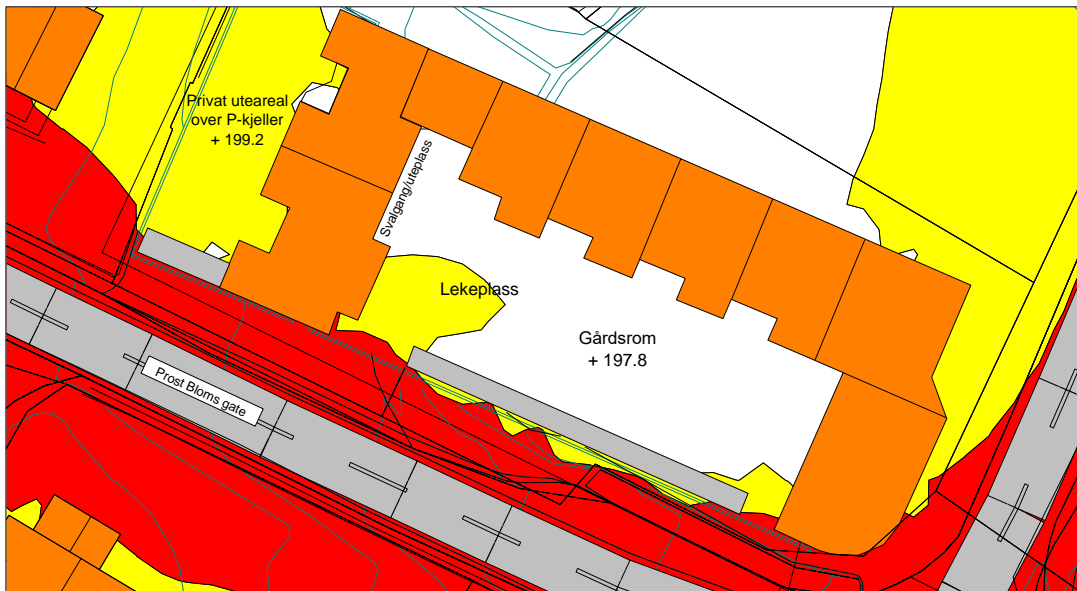 Privat uteareal
over P-kjeller
+ 199.2
Svalgang/uteplass
Lekeplass
Gårdsrom
+ 197.8
Prost Bloms gate